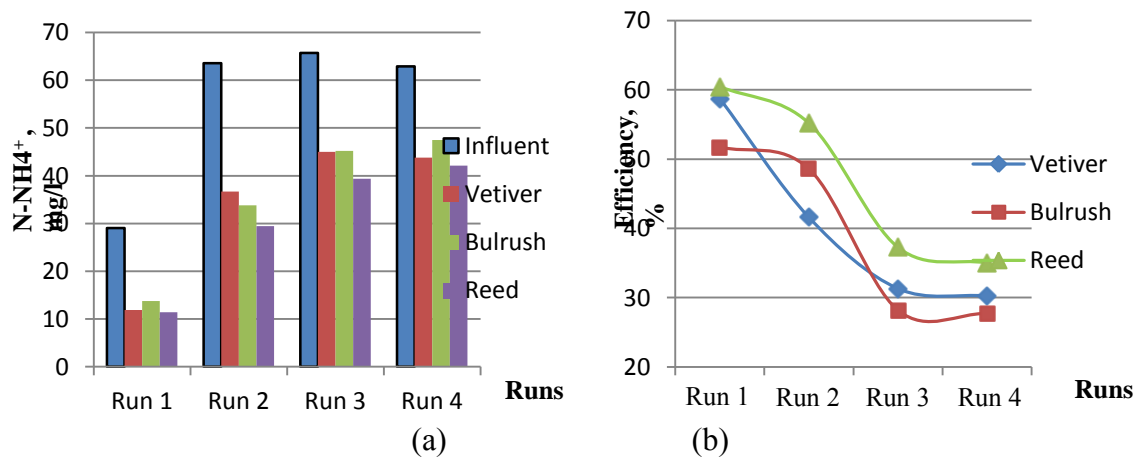 70
60
50
40
30
20
10
0
N-NH4⁺,
mg/l
Influent
Vetiver
Bulrush
Reed
Run 1 Run 2 Run 3 Run 4
Runs
(a)
70
60
50
40
30
20
Efficiency,
%
Vetiver
Bulrush
Reed
Run 1 Run 2 Run 3 Run 4
Runs
(b)